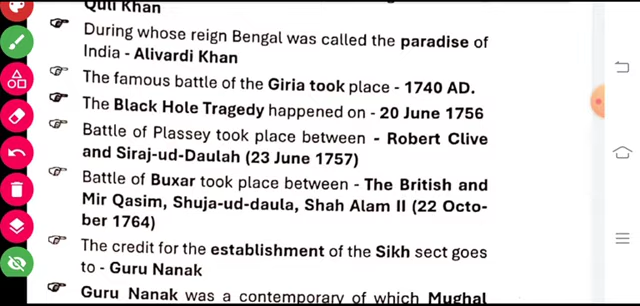 Quli Khan
During whose reign Bengal was called the paradise of
India - Alivardi Khan
The famous battle of the Giria took place - 1740 AD.
The Black Hole Tragedy happened on - 20 June 1756
Battle of Plassey took place between - Robert Clive
and Siraj-ud-Daulah (23 June 1757)
Battle of Buxar took place between - The British and
Mir Qasim, Shuja-ud-daula, Shah Alam II (22 Octo-
ber 1764)
The credit for the establishment of the Sikh sect goes
to - Guru Nanak
Guru Nanak was a contemporary of which Mughal